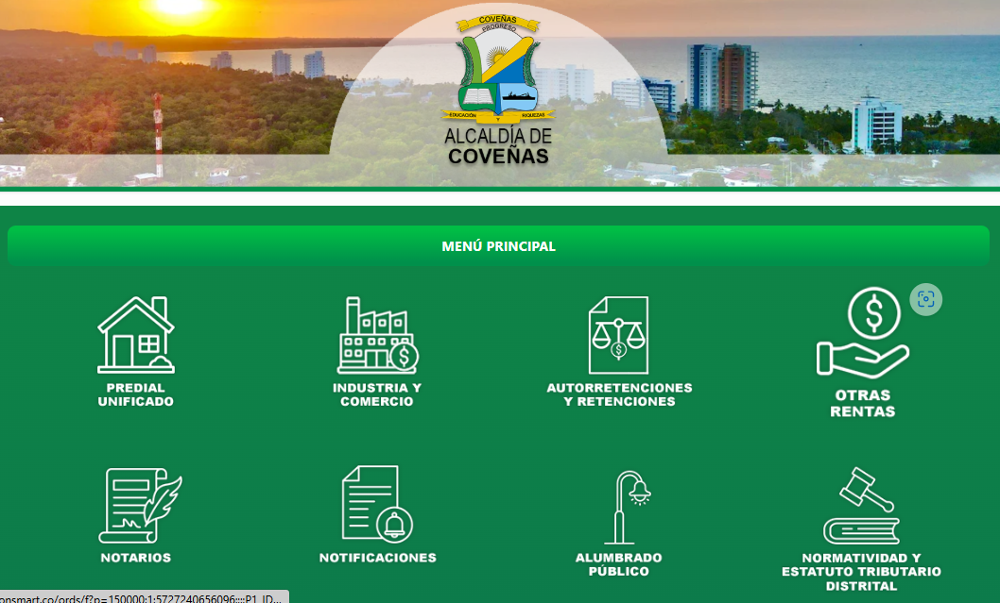 COVEÑAS
PROGRESO
EDUCACIÓN Y RIQUEZAS
ALCALDÍA DE
COVEÑAS
MENÚ PRINCIPAL
PREDIAL
UNIFICADO
INDUSTRIA Y
COMERCIO
AUTORRETENCIONES
Y RETENCIONES
OTRAS
RENTAS
NOTARIOS
NOTIFICACIONES
ALUMBRADO
PÚBLICO
NORMATIVIDAD Y
ESTATUTO TRIBUTARIO
DISTRITAL
onsmart.co/ords/f?p=150000:1:5727240656096::::P1_ID...